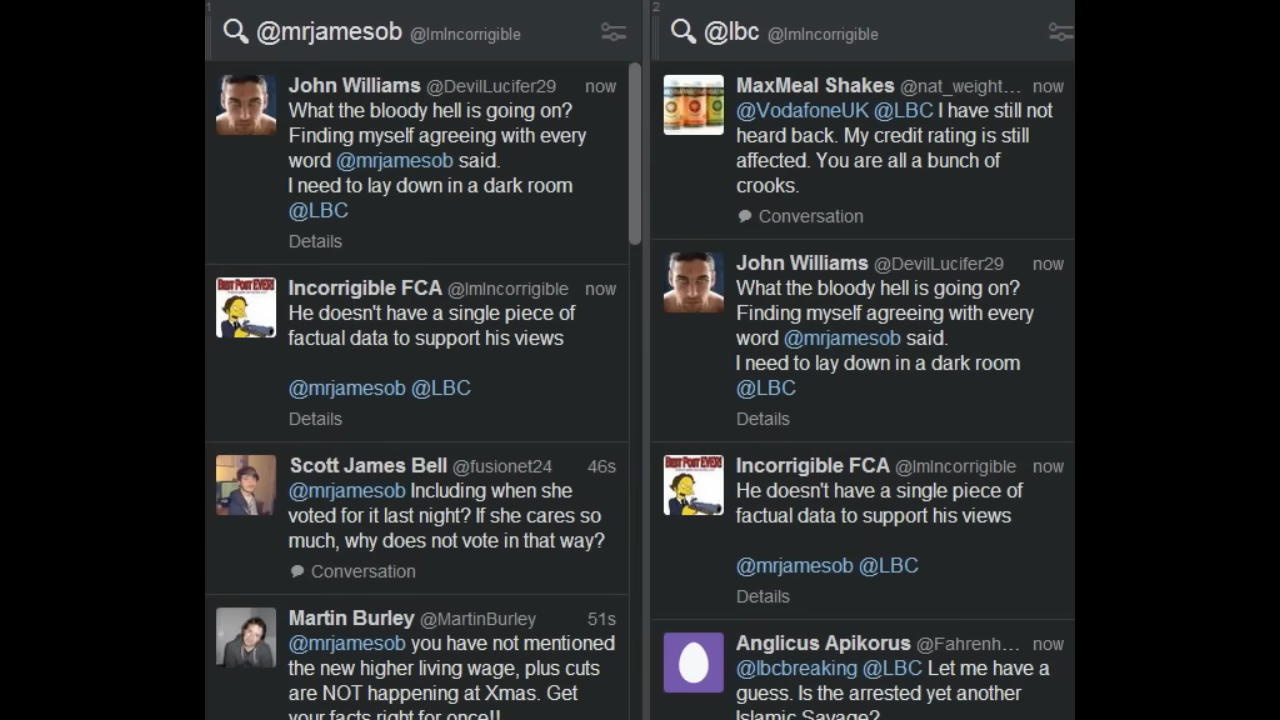 1
@mrjamesob @ImIncorrigible
John Williams @DevilLucifer29 now
What the bloody hell is going on?
Finding myself agreeing with every
word @mrjamesob said.
I need to lay down in a dark room
@LBC
Details
BEST POST EVER!
Incorrigible FCA @ImIncorrigible now
He doesn't have a single piece of
factual data to support his views
@mrjamesob @LBC
Details
Scott James Bell @fusionet24 46s
@mrjamesob Including when she
voted for it last night? If she cares so
much, why does not vote in that way?
Conversation
Martin Burley @MartinBurley 51s
@mrjamesob you have not mentioned
the new higher living wage, plus cuts
are NOT happening at Xmas. Get
your facts right for once!!
2
@lbc @ImIncorrigible
MaxMeal Shakes @nat_weight... now
@VodafoneUK @LBC I have still not
heard back. My credit rating is still
affected. You are all a bunch of
crooks.
Conversation
John Williams @DevilLucifer29 now
What the bloody hell is going on?
Finding myself agreeing with every
word @mrjamesob said.
I need to lay down in a dark room
@LBC
Details
BEST POST EVER!
Incorrigible FCA @ImIncorrigible now
He doesn't have a single piece of
factual data to support his views
@mrjamesob @LBC
Details
Anglicus Apikorus @Fahrenh... now
@lbcbreaking @LBC Let me have a
guess. Is the arrested yet another
Islamic Savage?